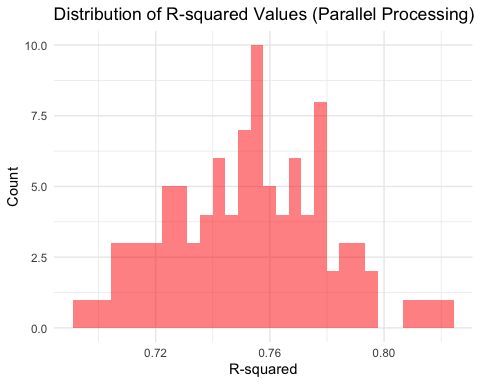 Distribution of R-squared Values (Parallel Processing)
10.0
7.5
5.0
2.5
0.0
Count
0.72 0.76 0.80
R-squared